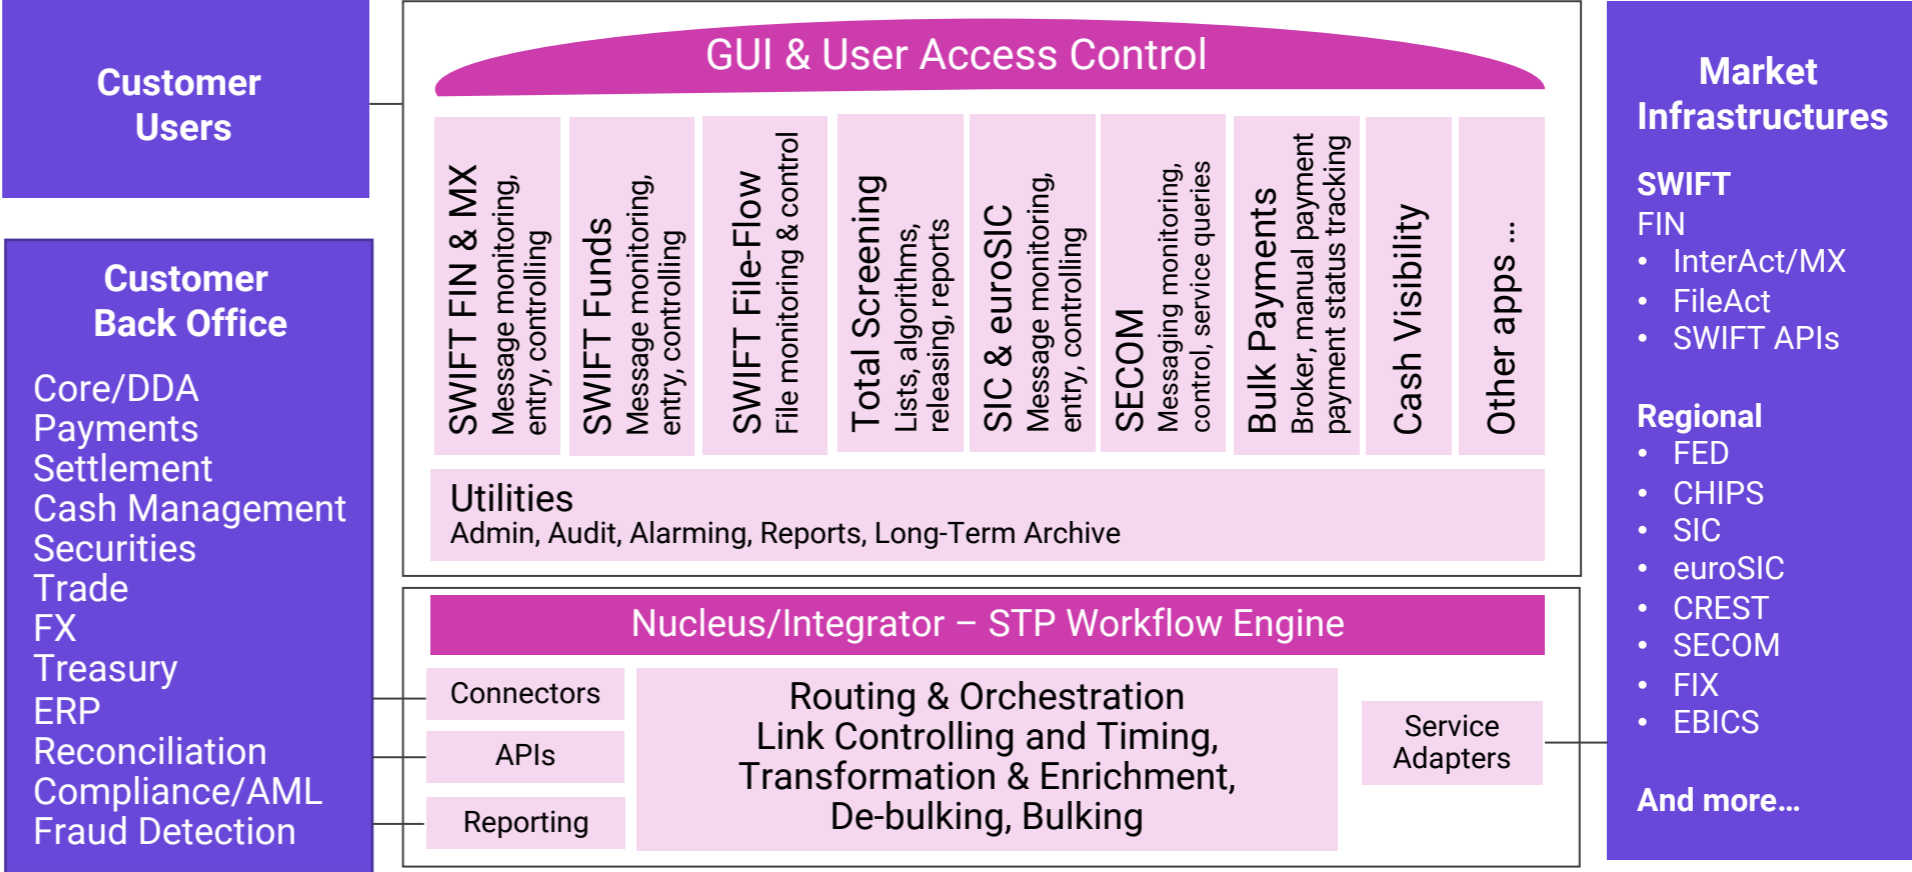 Customer
Users
Customer
Back Office
Core/DDA
Payments
Settlement
Cash Management
Securities
Trade
FX
Treasury
ERP
Reconciliation
Compliance/AML
Fraud Detection
GUI & User Access Control
SWIFT FIN & MX
Message monitoring,
entry, controlling
SWIFT Funds
Message monitoring,
entry, controlling
SWIFT File-Flow
File monitoring & control
Total Screening
Lists, algorithms,
releasing, reports
SIC & euroSIC
Message monitoring,
entry, controlling
SECOM
Messaging monitoring,
control, service queries
Bulk Payments
Broker, manual payment
payment status tracking
Cash Visibility
Other apps ...
Utilities
Admin, Audit, Alarming, Reports, Long-Term Archive
Nucleus/Integrator – STP Workflow Engine
Connectors
APIs
Reporting
Routing & Orchestration
Link Controlling and Timing,
Transformation & Enrichment,
De-bulking, Bulking
Service
Adapters
Market
Infrastructures
SWIFT
FIN
• InterAct/MX
• FileAct
• SWIFT APIs
Regional
• FED
• CHIPS
• SIC
• euroSIC
• CREST
• SECOM
• FIX
• EBICS
And more...